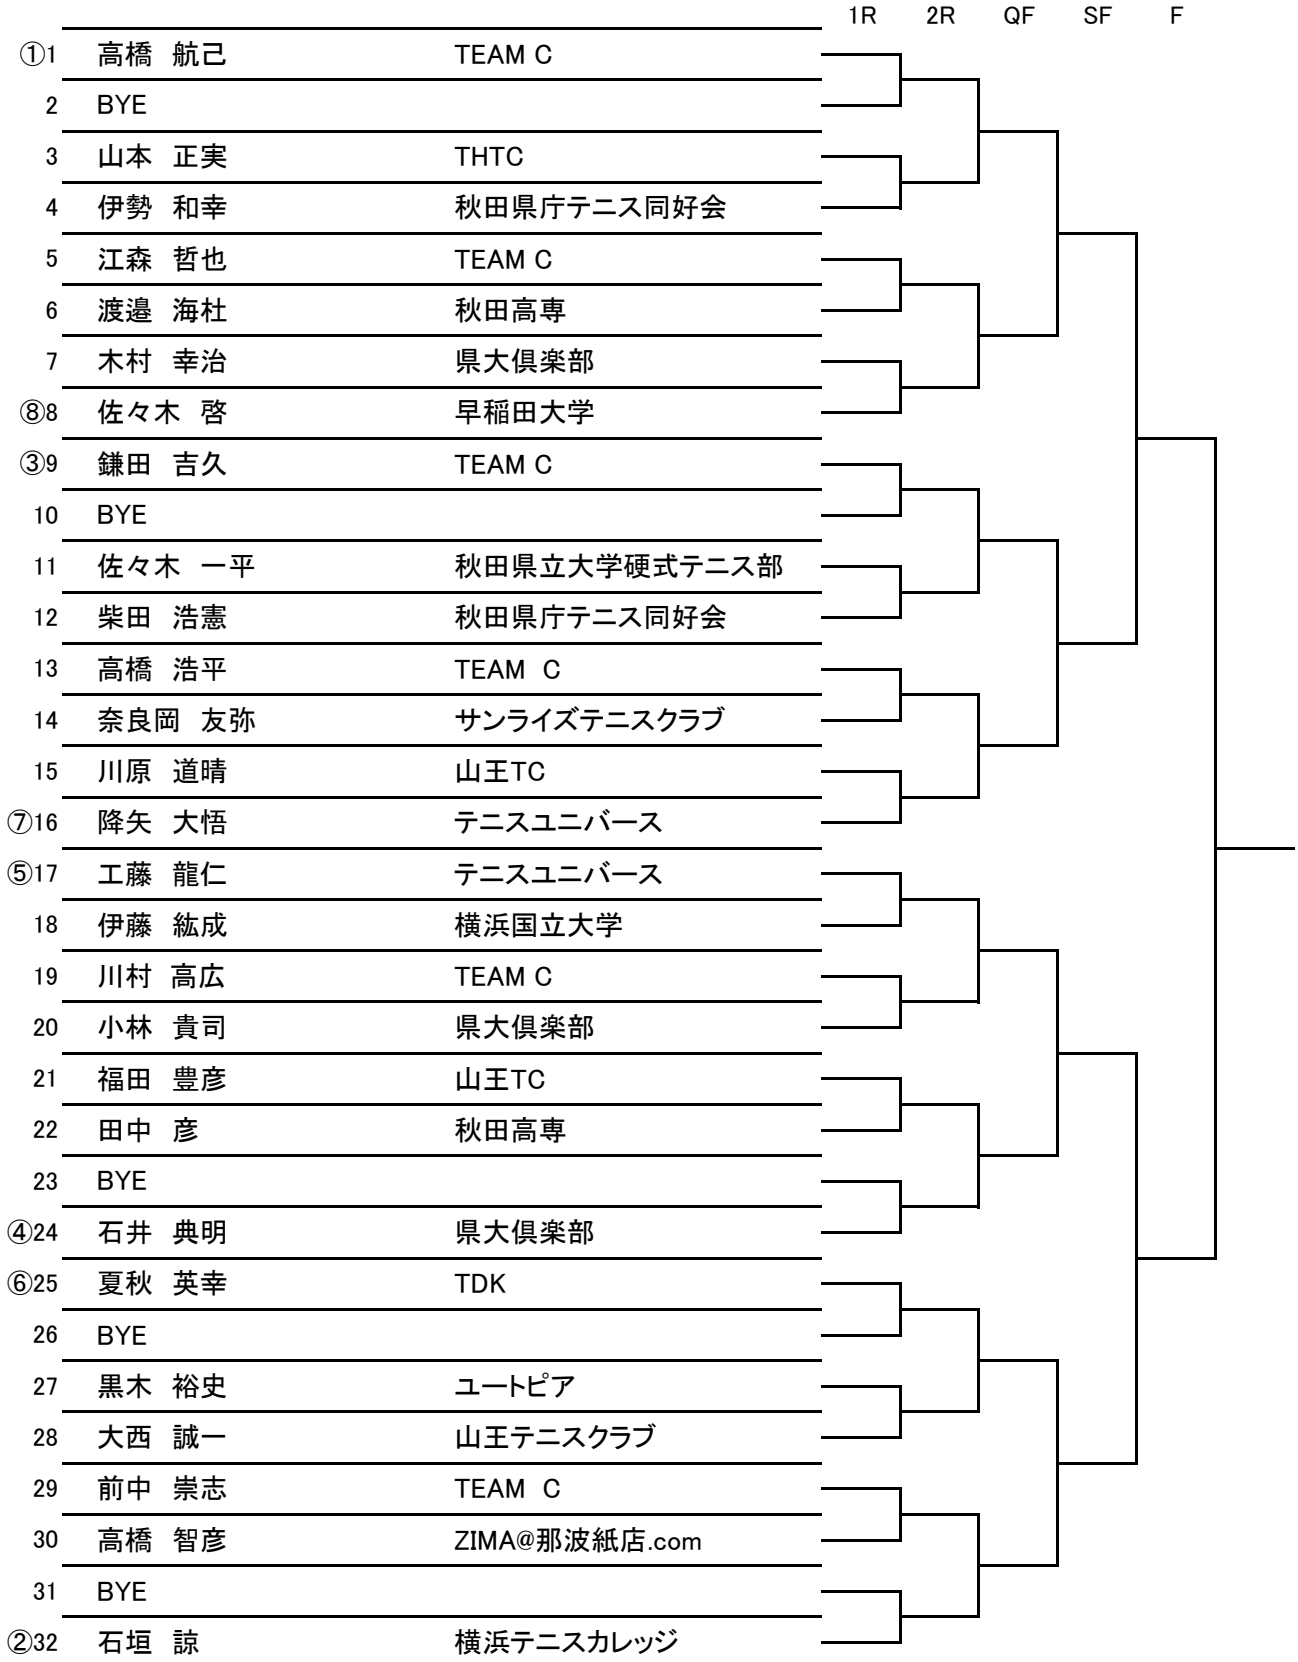 1R 2R QF SF F
①1 高橋 航己 TEAM C
2 BYE
3 山本 正実 THTC
4 伊勢 和幸 秋田県庁テニス同好会
5 江森 哲也 TEAM C
6 渡邉 海杜 秋田高専
7 木村 幸治 県大倶楽部
⑧8 佐々木 啓 早稲田大学
③9 鎌田 吉久 TEAM C
10 BYE
11 佐々木 一平 秋田県立大学硬式テニス部
12 柴田 浩憲 秋田県庁テニス同好会
13 高橋 浩平 TEAM C
14 奈良岡 友弥 サンライズテニスクラブ
15 川原 道晴 山王TC
⑦16 降矢 大悟 テニスユニバース
⑤17 工藤 龍仁 テニスユニバース
18 伊藤 紘成 横浜国立大学
19 川村 高広 TEAM C
20 小林 貴司 県大倶楽部
21 福田 豊彦 山王TC
22 田中 彦 秋田高専
23 BYE
④24 石井 典明 県大倶楽部
⑥25 夏秋 英幸 TDK
26 BYE
27 黒木 裕史 ユートピア
28 大西 誠一 山王テニスクラブ
29 前中 崇志 TEAM C
30 高橋 智彦 ZIMA@那波紙店.com
31 BYE
②32 石垣 諒 横浜テニスカレッジ